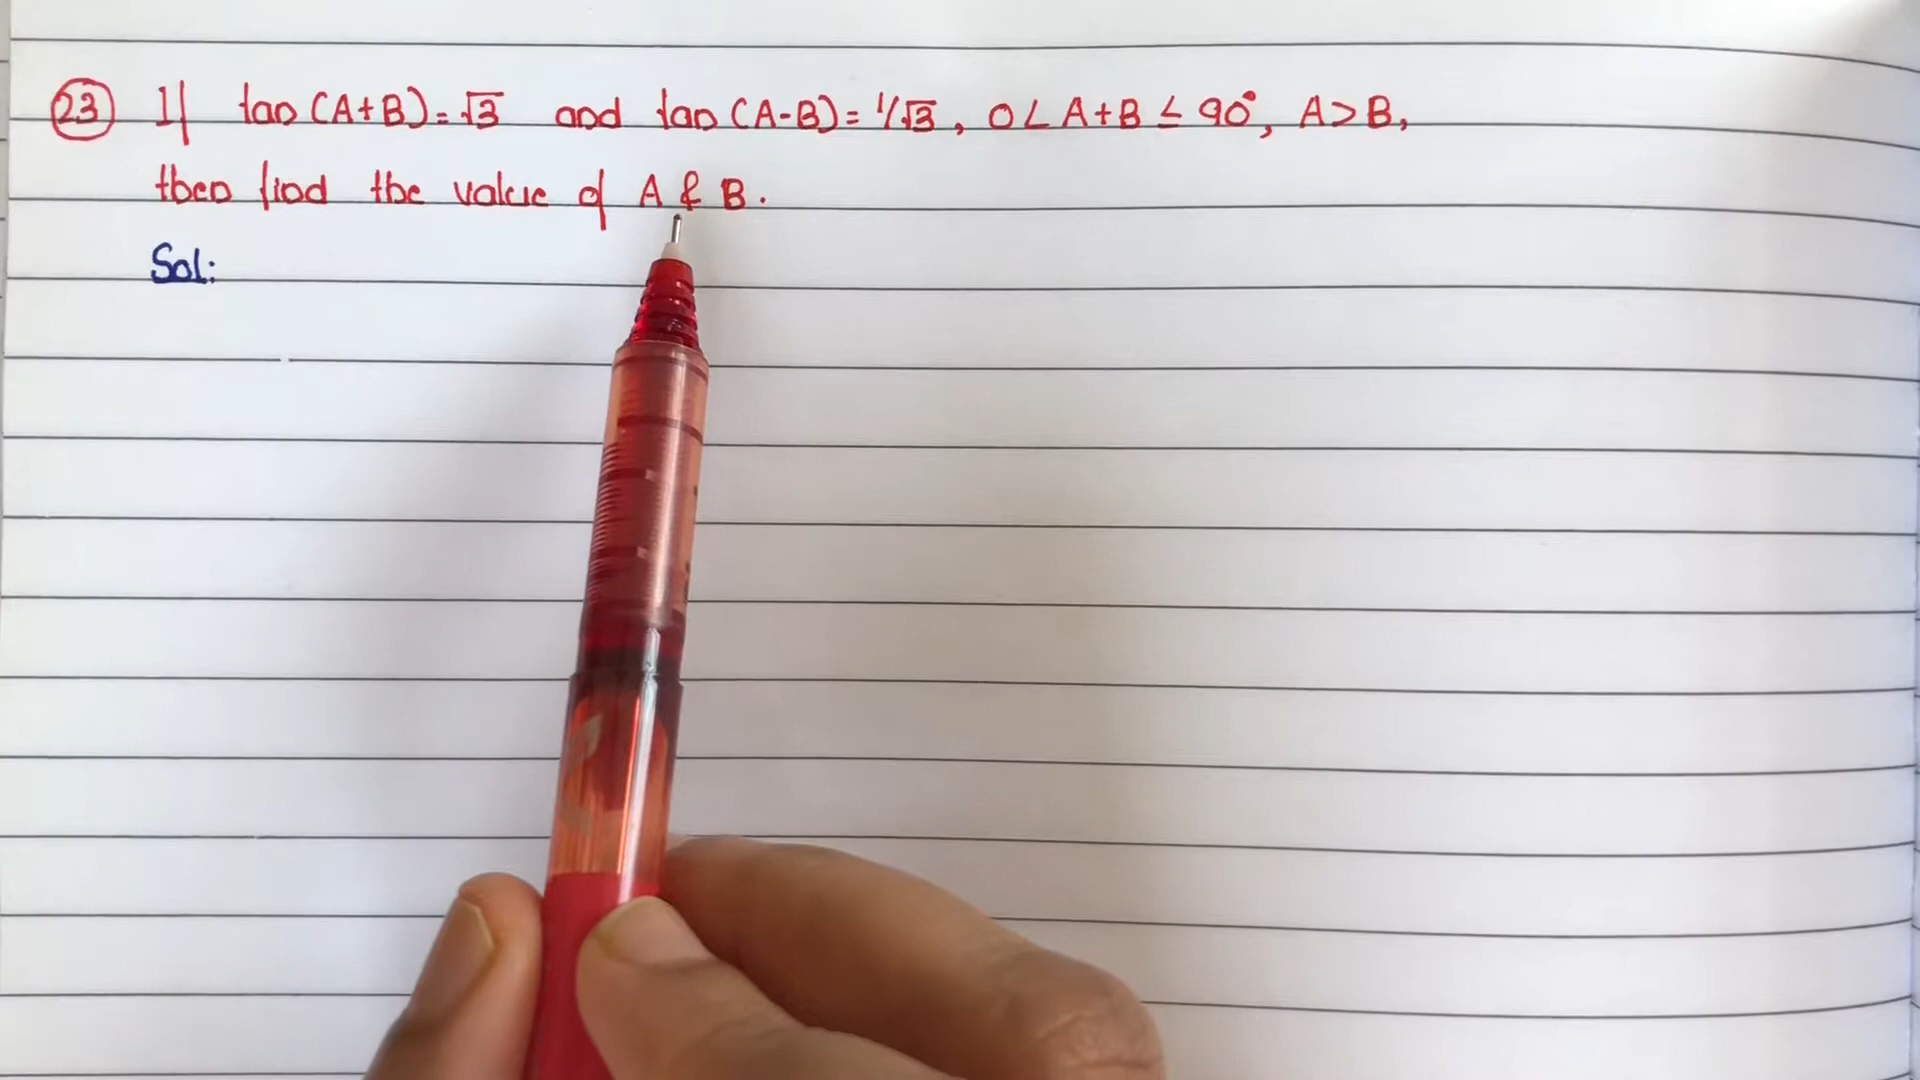 23 If tan (A+B) = √3 and tan (A-B) = 1/√3, 0 < A+B ≤ 90°, A>B,
then find the value of A & B.
Sol: